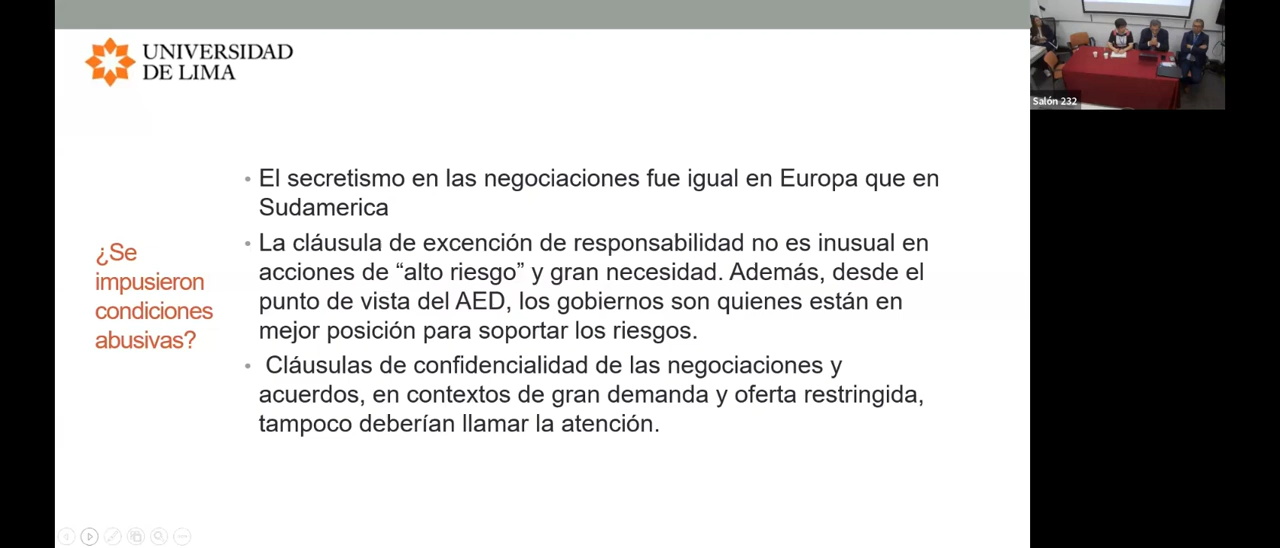 UNIVERSIDAD
DE LIMA
Salón 232
¿Se
impusieron
condiciones
abusivas?
• El secretismo en las negociaciones fue igual en Europa que en
Sudamerica
• La cláusula de excención de responsabilidad no es inusual en
acciones de “alto riesgo” y gran necesidad. Además, desde el
punto de vista del AED, los gobiernos son quienes están en
mejor posición para soportar los riesgos.
• Cláusulas de confidencialidad de las negociaciones y
acuerdos, en contextos de gran demanda y oferta restringida,
tampoco deberían llamar la atención.